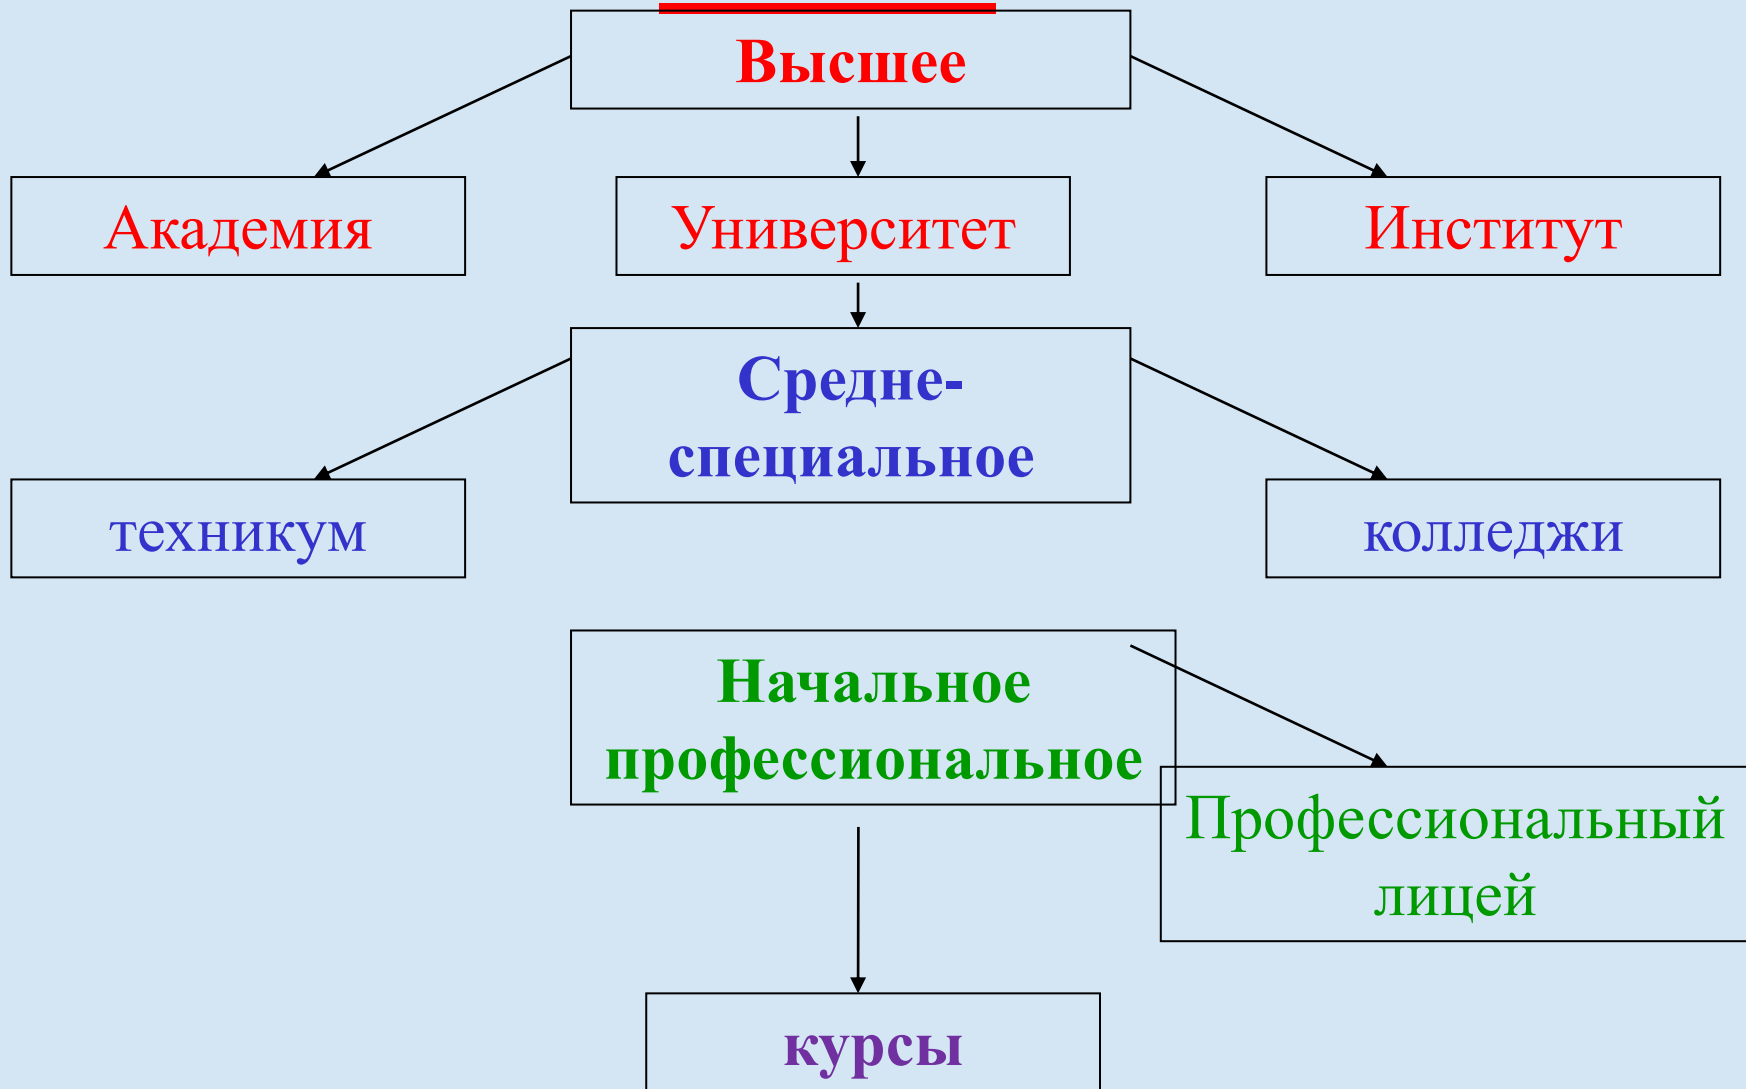 Высшее
Академия
Университет
Институт
Средне-
специальное
техникум
колледжи
Начальное
профессиональное
Профессиональный
лицей
курсы